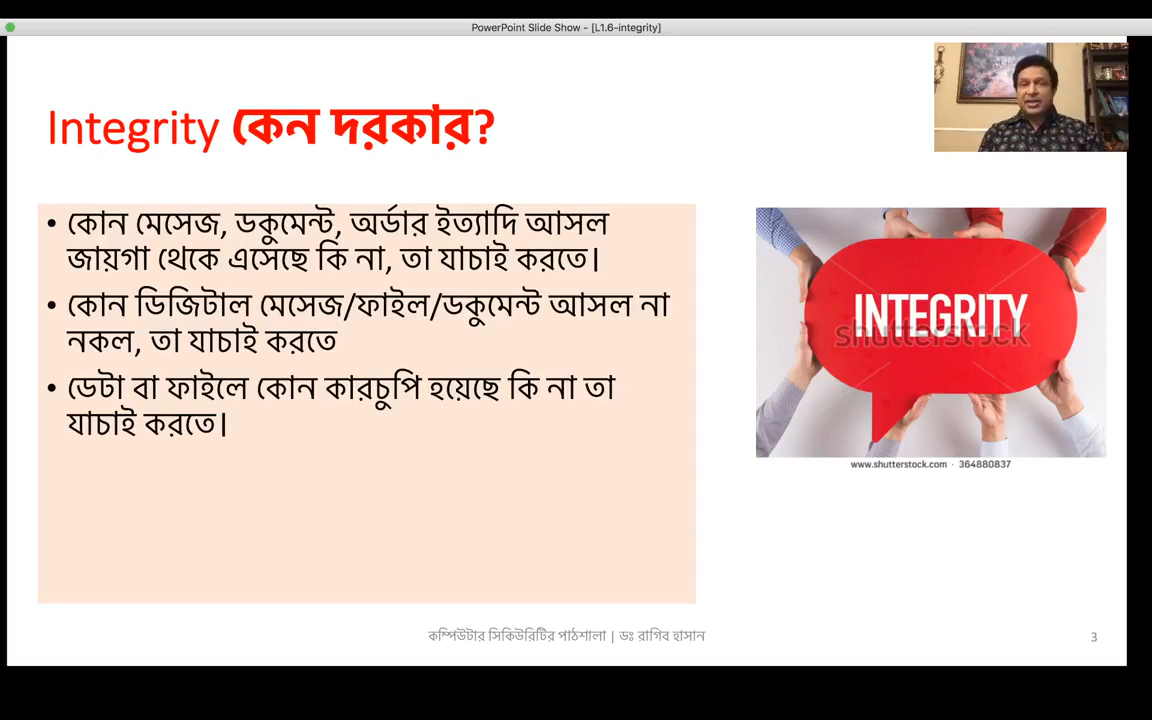 PowerPoint Slide Show - [L1.6-integrity]
Integrity কেন দরকার?
• কোন মেসেজ, ডকুমেন্ট, অর্ডার ইত্যাদি আসল
জায়গা থেকে এসেছে কি না, তা যাচাই করতে।
• কোন ডিজিটাল মেসেজ/ফাইল/ডকুমেন্ট আসল না
নকল, তা যাচাই করতে
• ডেটা বা ফাইলে কোন কারচুপি হয়েছে কি না তা
যাচাই করতে।
INTEGRITY
shutterstock
www.shutterstock.com · 364880837
কম্পিউটার সিকিউরিটির পাঠশালা | ডঃ রাগিব হাসান
3